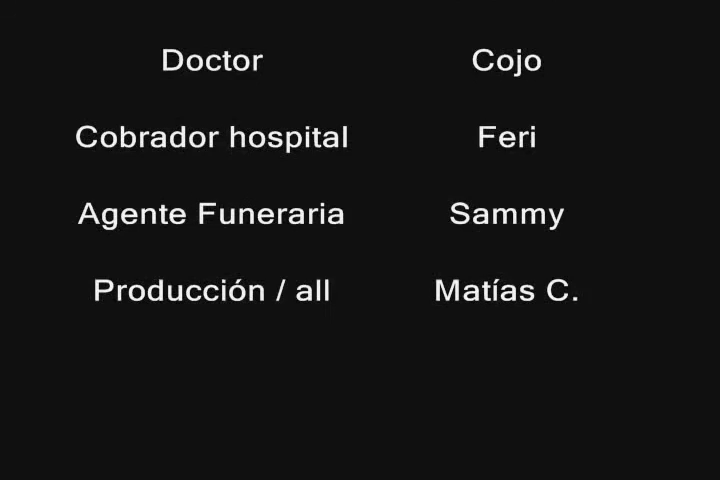 Doctor Cojo
Cobrador hospital Feri
Agente Funeraria Sammy
Producción / all Matías C.